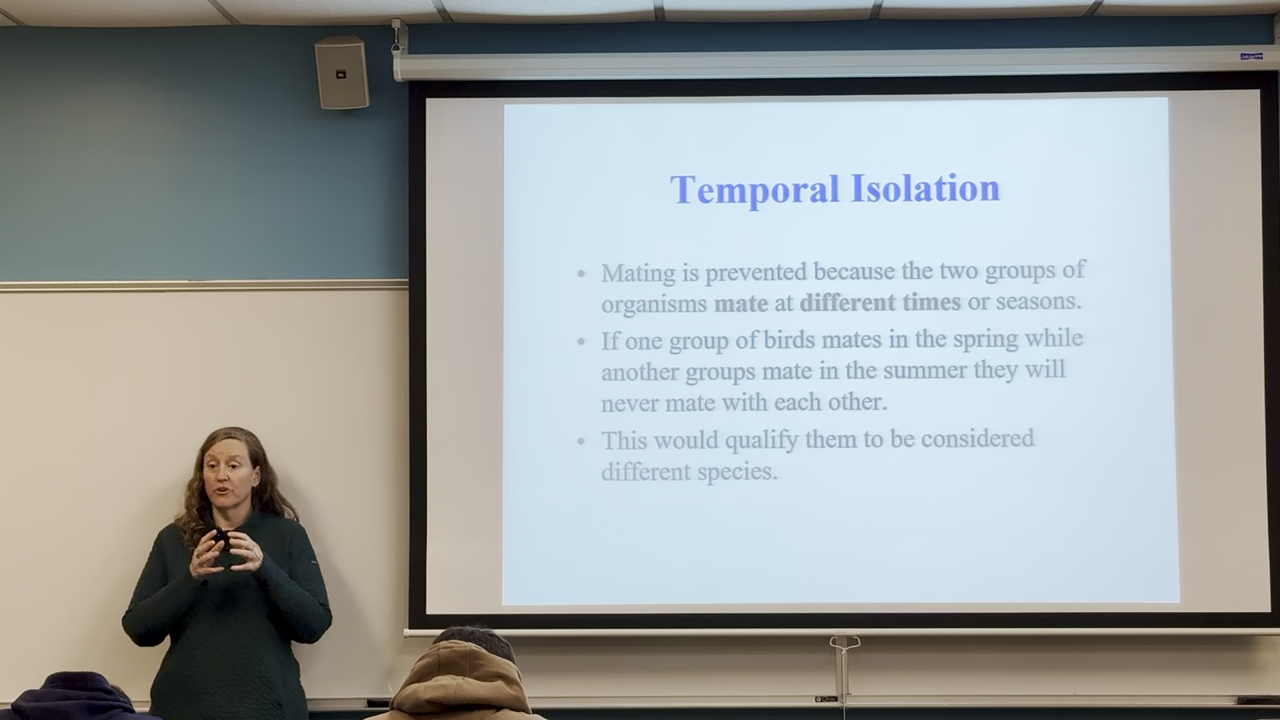 Temporal Isolation
• Mating is prevented because the two groups of
organisms mate at different times or seasons.
• If one group of birds mates in the spring while
another groups mate in the summer they will
never mate with each other.
• This would qualify them to be considered
different species.